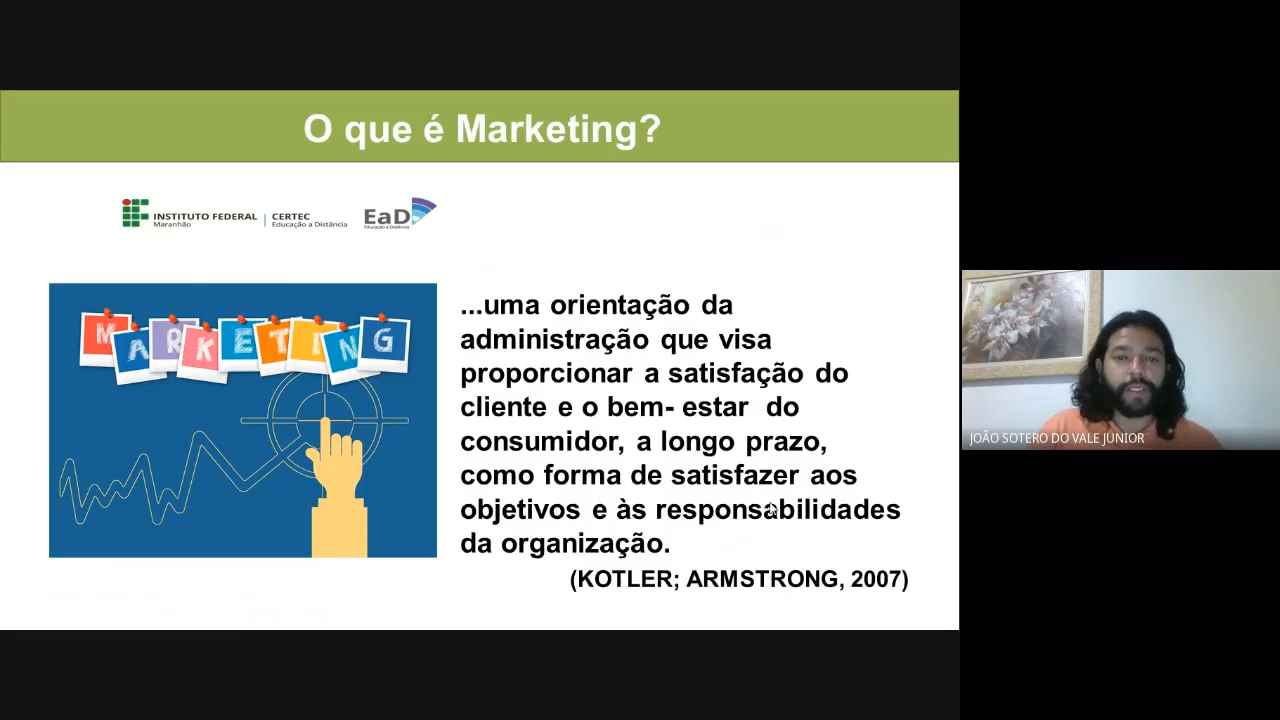 O que é Marketing?
INSTITUTO FEDERAL
Maranhão
CERTEC
Educação a Distância
EaD
Educação a Distância
MARKETING
...uma orientação da
administração que visa
proporcionar a satisfação do
cliente e o bem- estar do
consumidor, a longo prazo,
como forma de satisfazer aos
objetivos e às responsabilidades
da organização.
(KOTLER; ARMSTRONG, 2007)
JOÃO SOTERO DO VALE JUNIOR